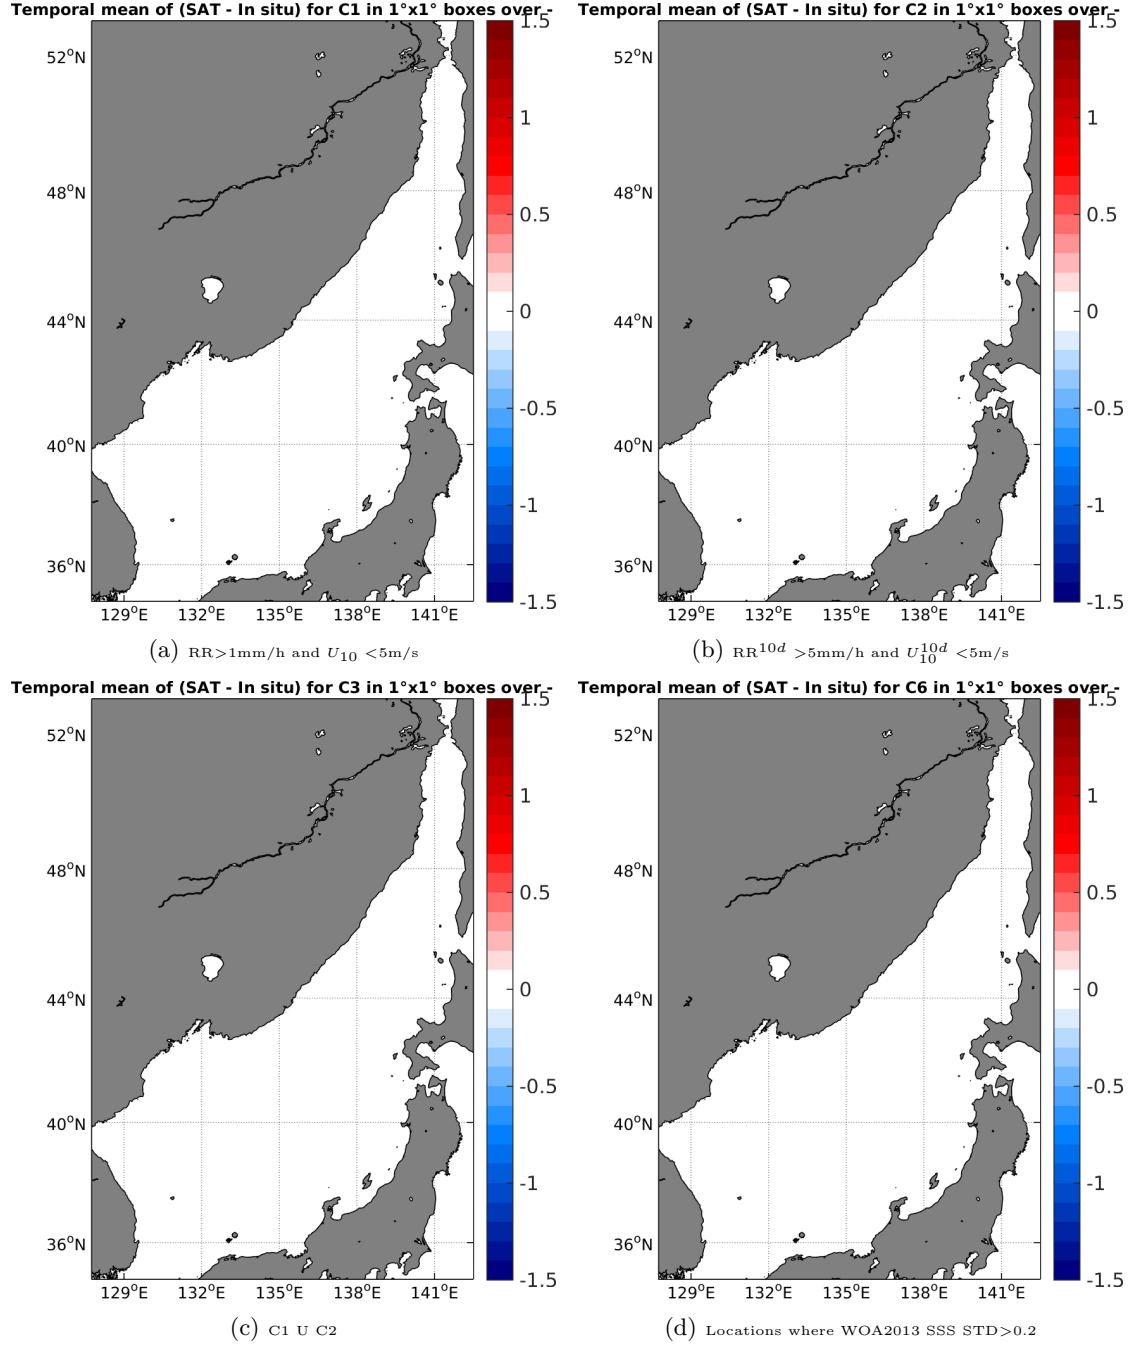 Temporal mean of (SAT - In situ) for C1 in 1°x1° boxes over -
52°N
48°N
44°N
40°N
36°N
129°E 132°E 135°E 138°E 141°E
1.5
1
0.5
0
-0.5
-1
-1.5
(a) RR>1mm/h and U10 <5m/s
Temporal mean of (SAT - In situ) for C2 in 1°x1° boxes over -
52°N
48°N
44°N
40°N
36°N
129°E 132°E 135°E 138°E 141°E
1.5
1
0.5
0
-0.5
-1
-1.5
(b) RR10d >5mm/h and U10d10 <5m/s
Temporal mean of (SAT - In situ) for C3 in 1°x1° boxes over -
52°N
48°N
44°N
40°N
36°N
129°E 132°E 135°E 138°E 141°E
1.5
1
0.5
0
-0.5
-1
-1.5
(c) C1 U C2
Temporal mean of (SAT - In situ) for C6 in 1°x1° boxes over -
52°N
48°N
44°N
40°N
36°N
129°E 132°E 135°E 138°E 141°E
1.5
1
0.5
0
-0.5
-1
-1.5
(d) Locations where WOA2013 SSS STD>0.2